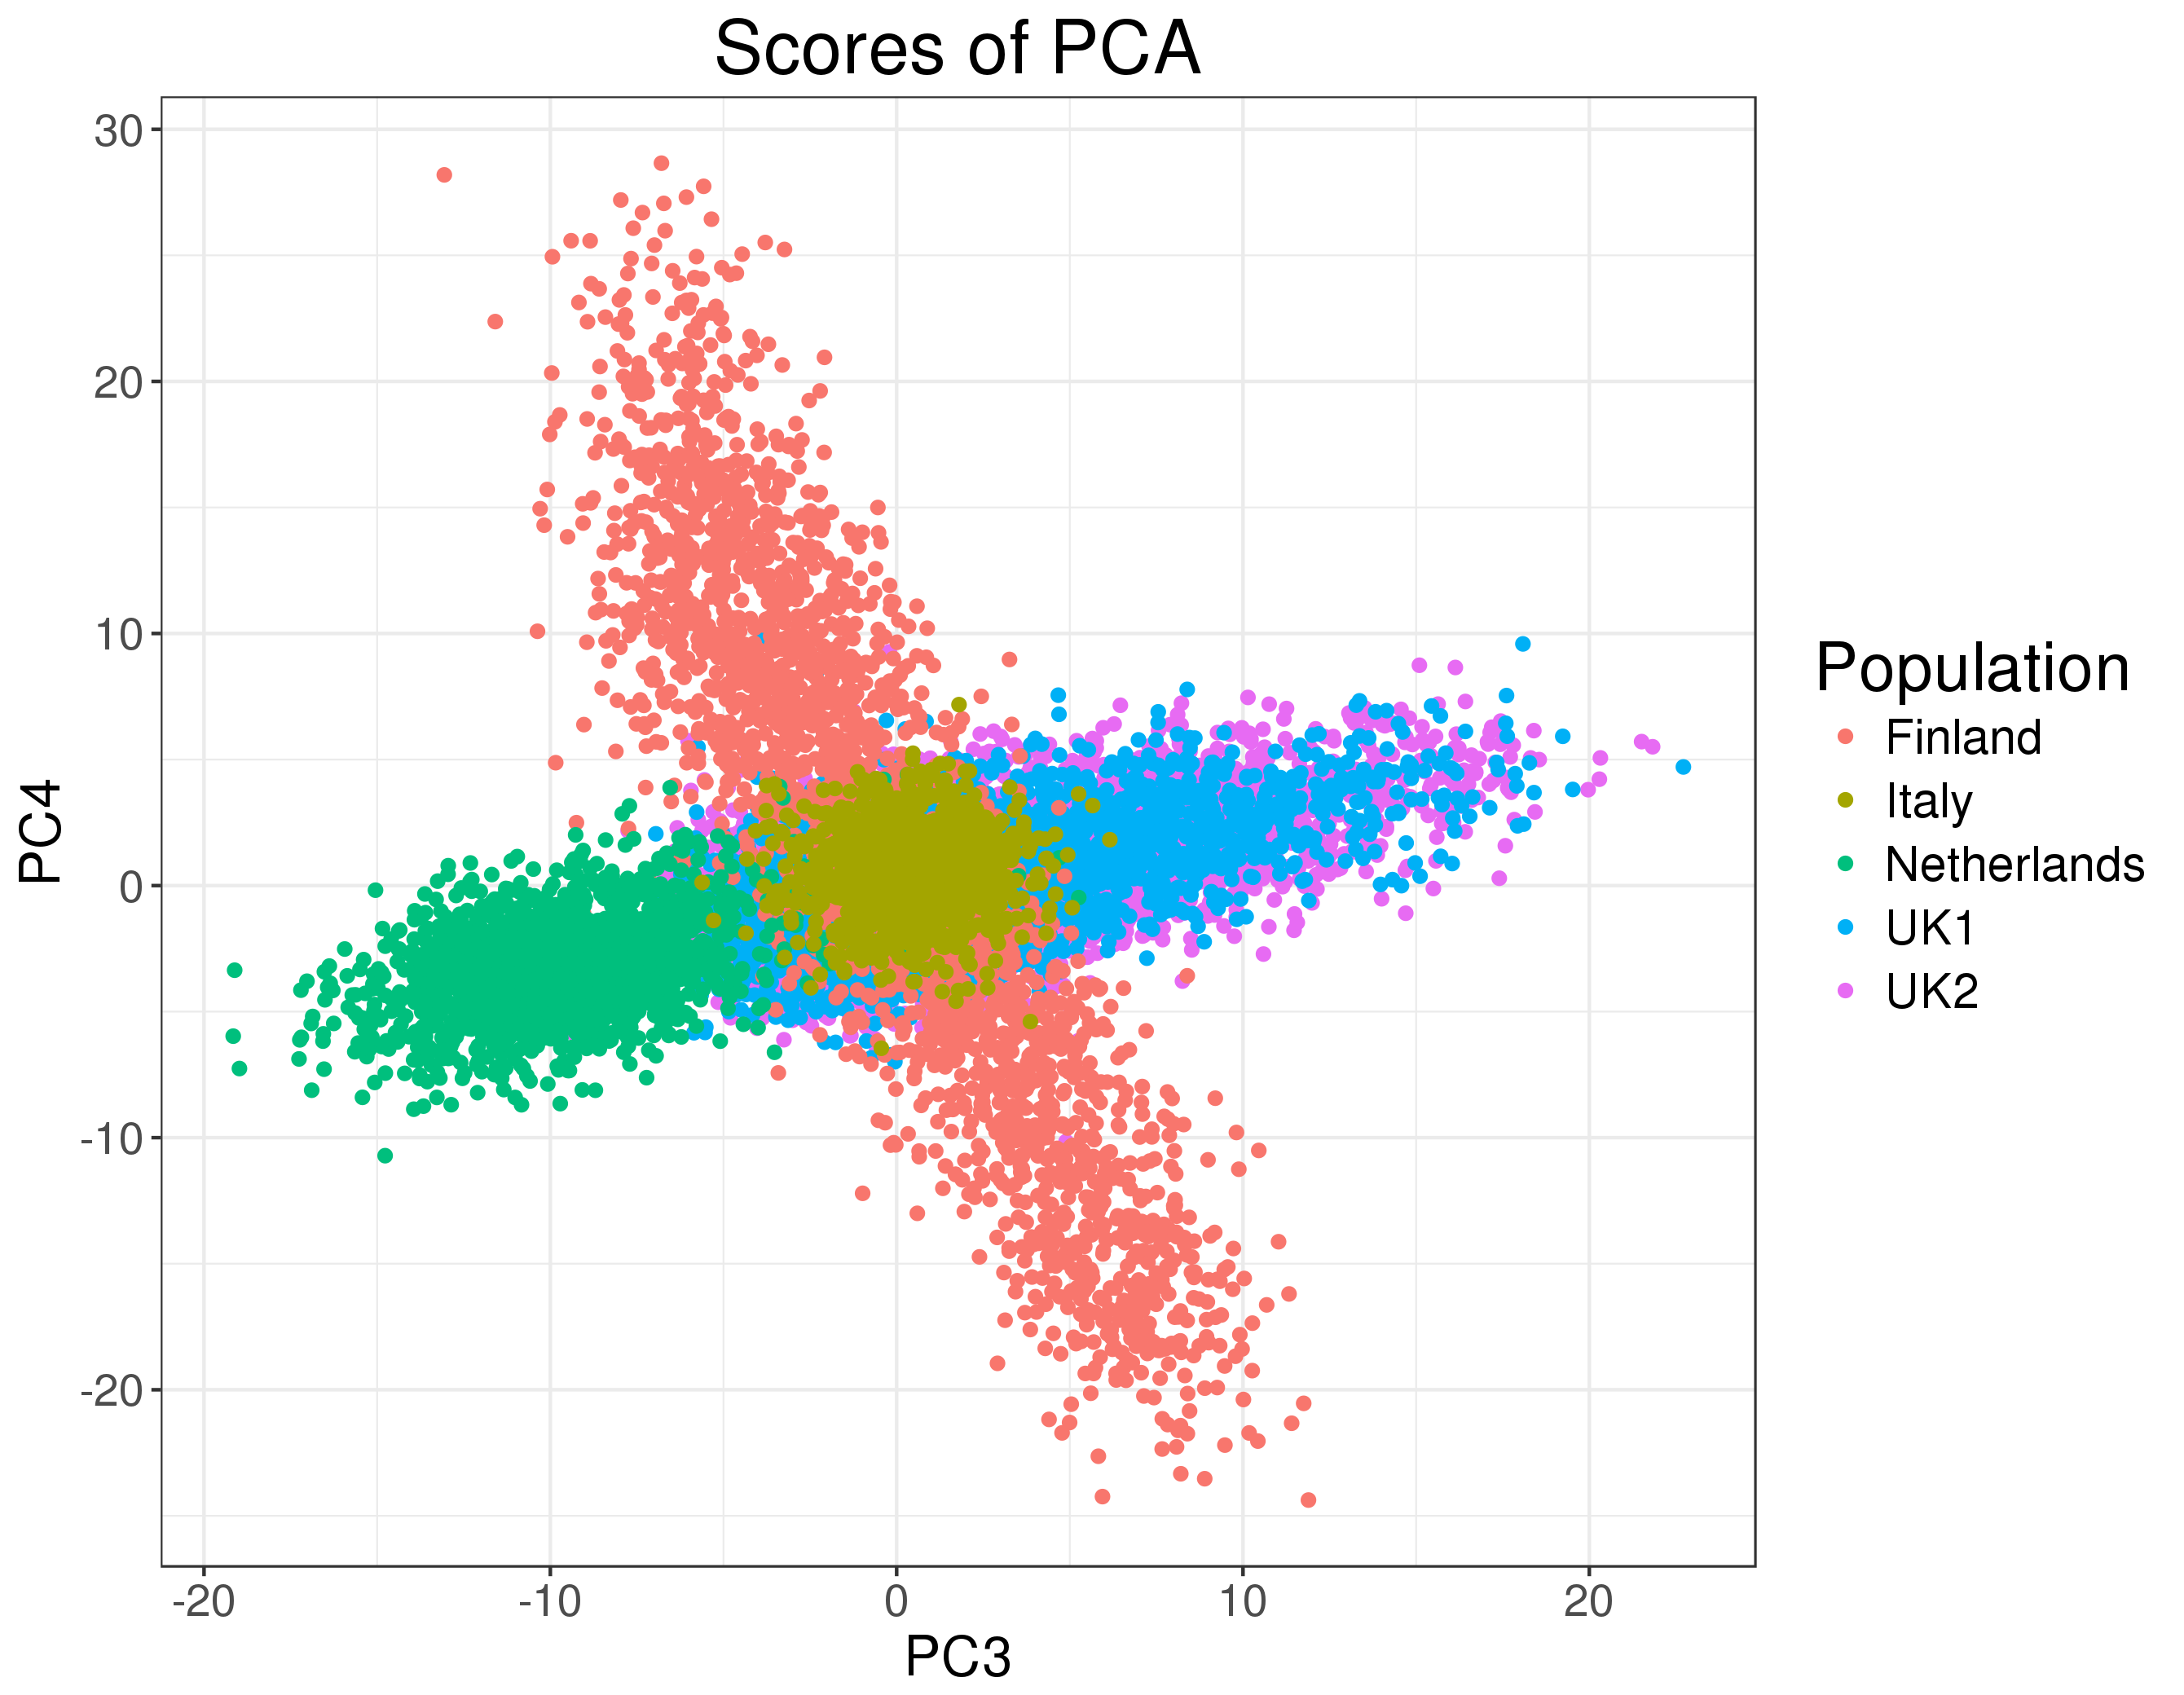 Scores of PCA
30
20
10
0
-10
-20
PC4
-20
-10
0
10
20
PC3
Population
Finland
Italy
Netherlands
UK1
UK2